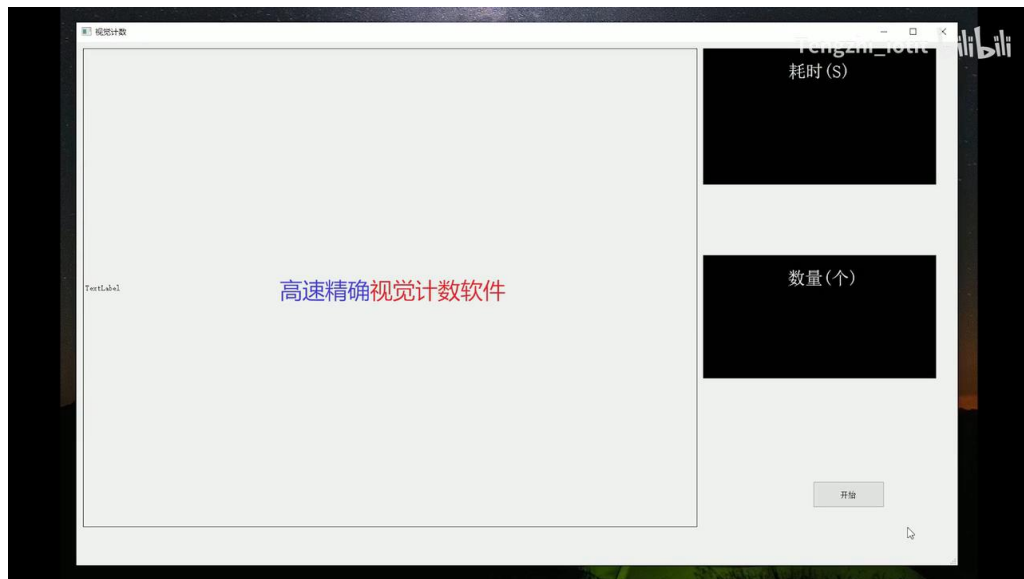 视觉计数
Tengzhi_iotit bilibili
耗时(S)
TextLabel
高速精确视觉计数软件
数量(个)
开始